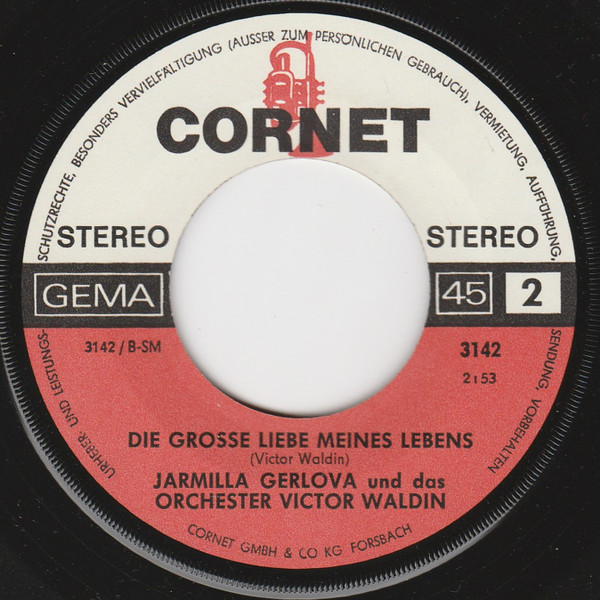 URHEBER- UND LEISTUNGS-SCHUTZRECHTE, BESONDERS VERVIELFÄLTIGUNG (AUSSER ZUM PERSÖNLICHEN GEBRAUCH), VERMIETUNG, AUFFÜHRUNG, SENDUNG, VORBEHALTEN
CORNET
STEREO STEREO
GEMA 45 2
3142 / B-SM 3142
2:53
DIE GROSSE LIEBE MEINES LEBENS
(Victor Waldin)
JARMILLA GERLOVA und das
ORCHESTER VICTOR WALDIN
CORNET GMBH & CO KG FORSBACH